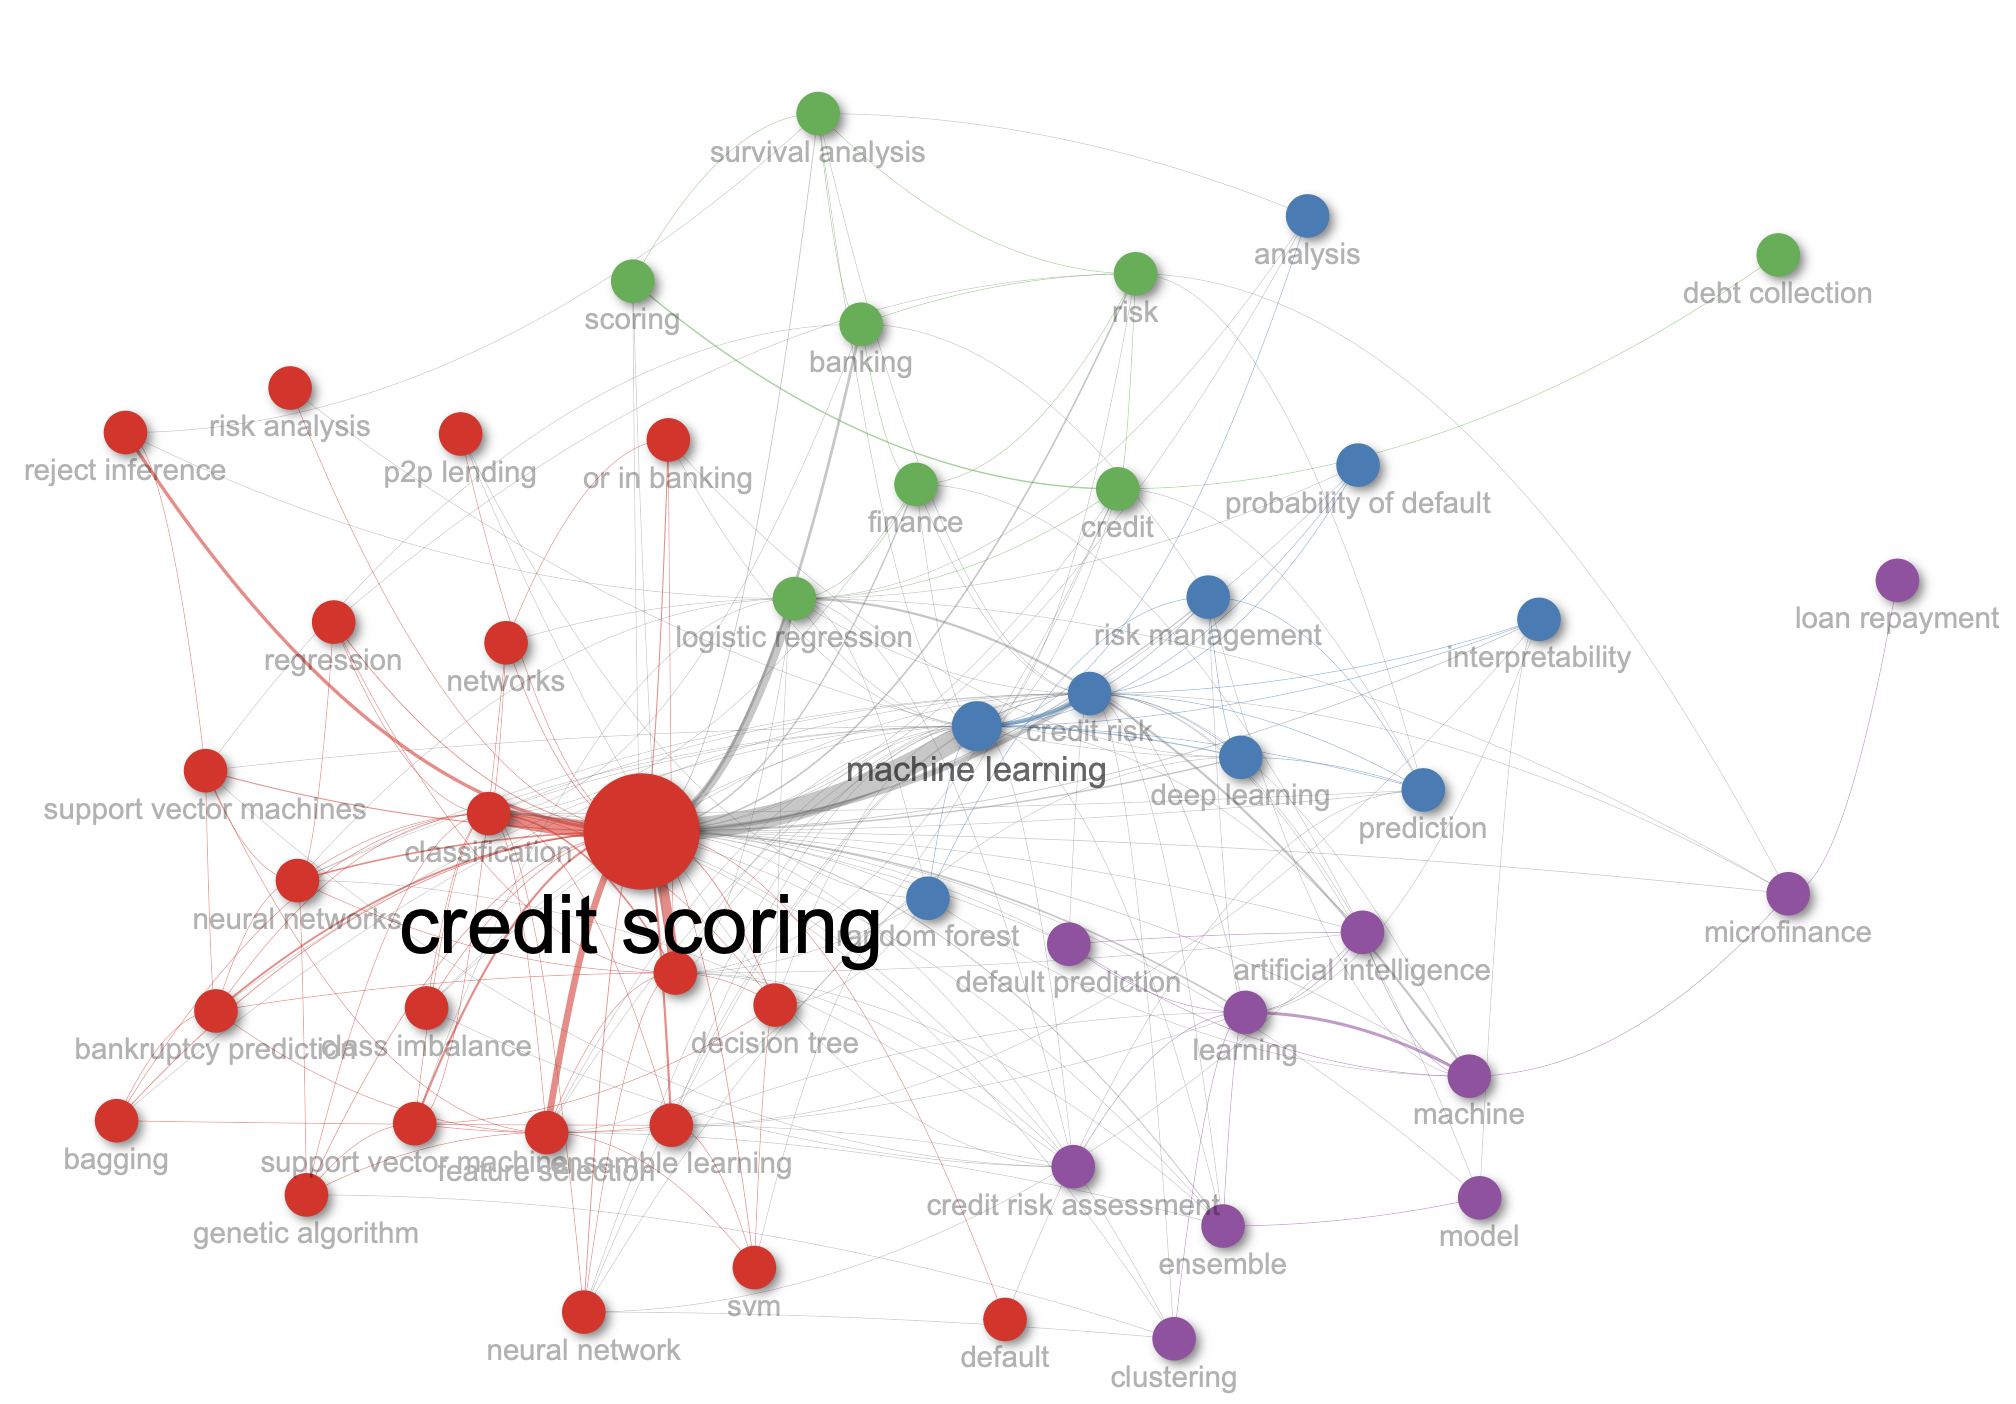 survival analysis
analysis
debt collection
scoring
risk
banking
risk analysis
reject inference
p2p lending
or in banking
probability of default
finance
credit
loan repayment
logistic regression
risk management
interpretability
regression
networks
credit risk
machine learning
support vector machines
deep learning
prediction
classification
neural networks
credit scoring
random forest
microfinance
default prediction
artificial intelligence
bankruptcy prediction
class imbalance
decision tree
learning
machine
bagging
support vector machine
feature selection
ensemble learning
credit risk assessment
genetic algorithm
model
ensemble
svm
neural network
default
clustering